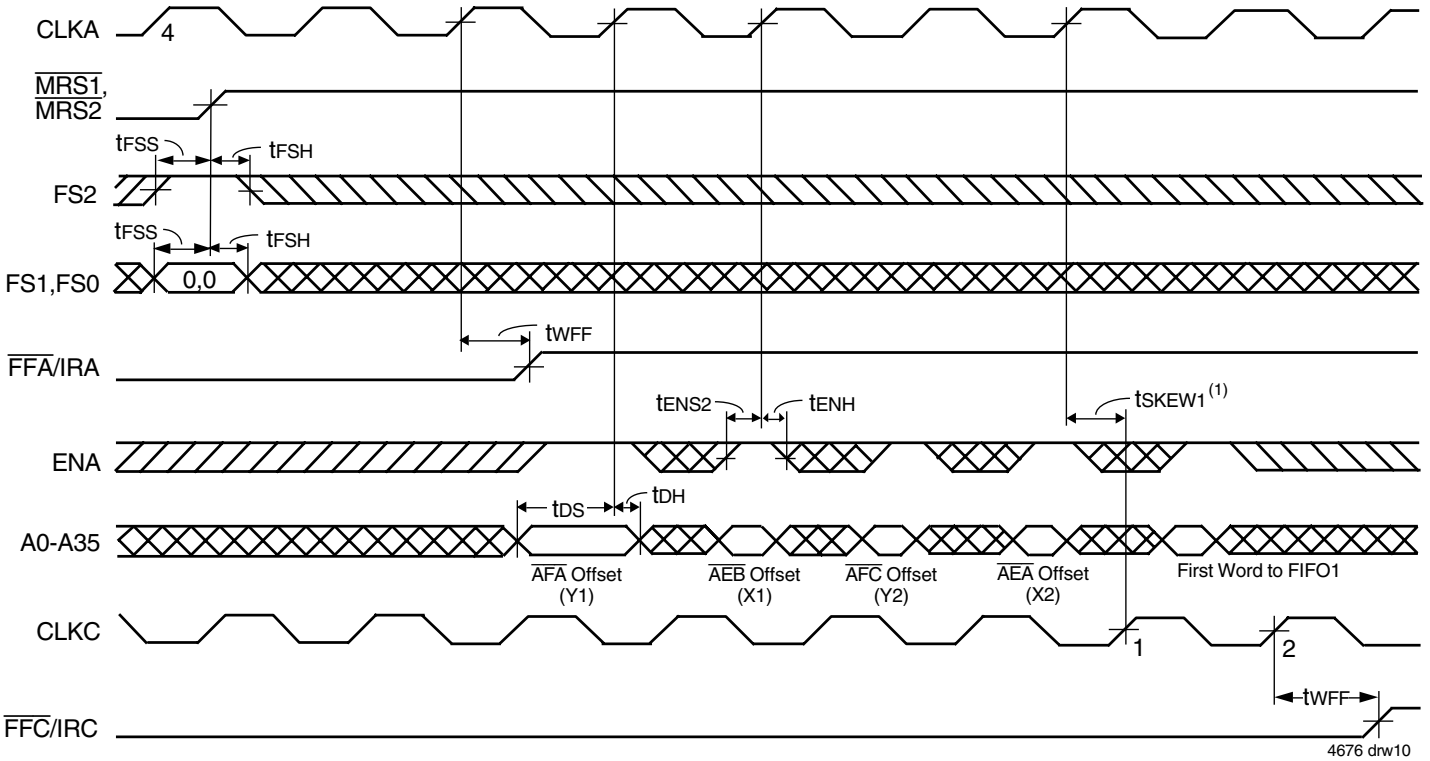 CLKA
4
MRS1,
MRS2
tFSS
tFSH
FS2
tFSS
tFSH
FS1,FS0
0,0
tWFF
FFA/IRA
tENS2
tENH
tSKEW1(1)
ENA
tDS
tDH
A0-A35
AFA Offset
(Y1)
AEB Offset
(X1)
AFC Offset
(Y2)
AEA Offset
(X2)
First Word to FIFO1
CLKC
1
2
tWFF
FFC/IRC
4676 drw10